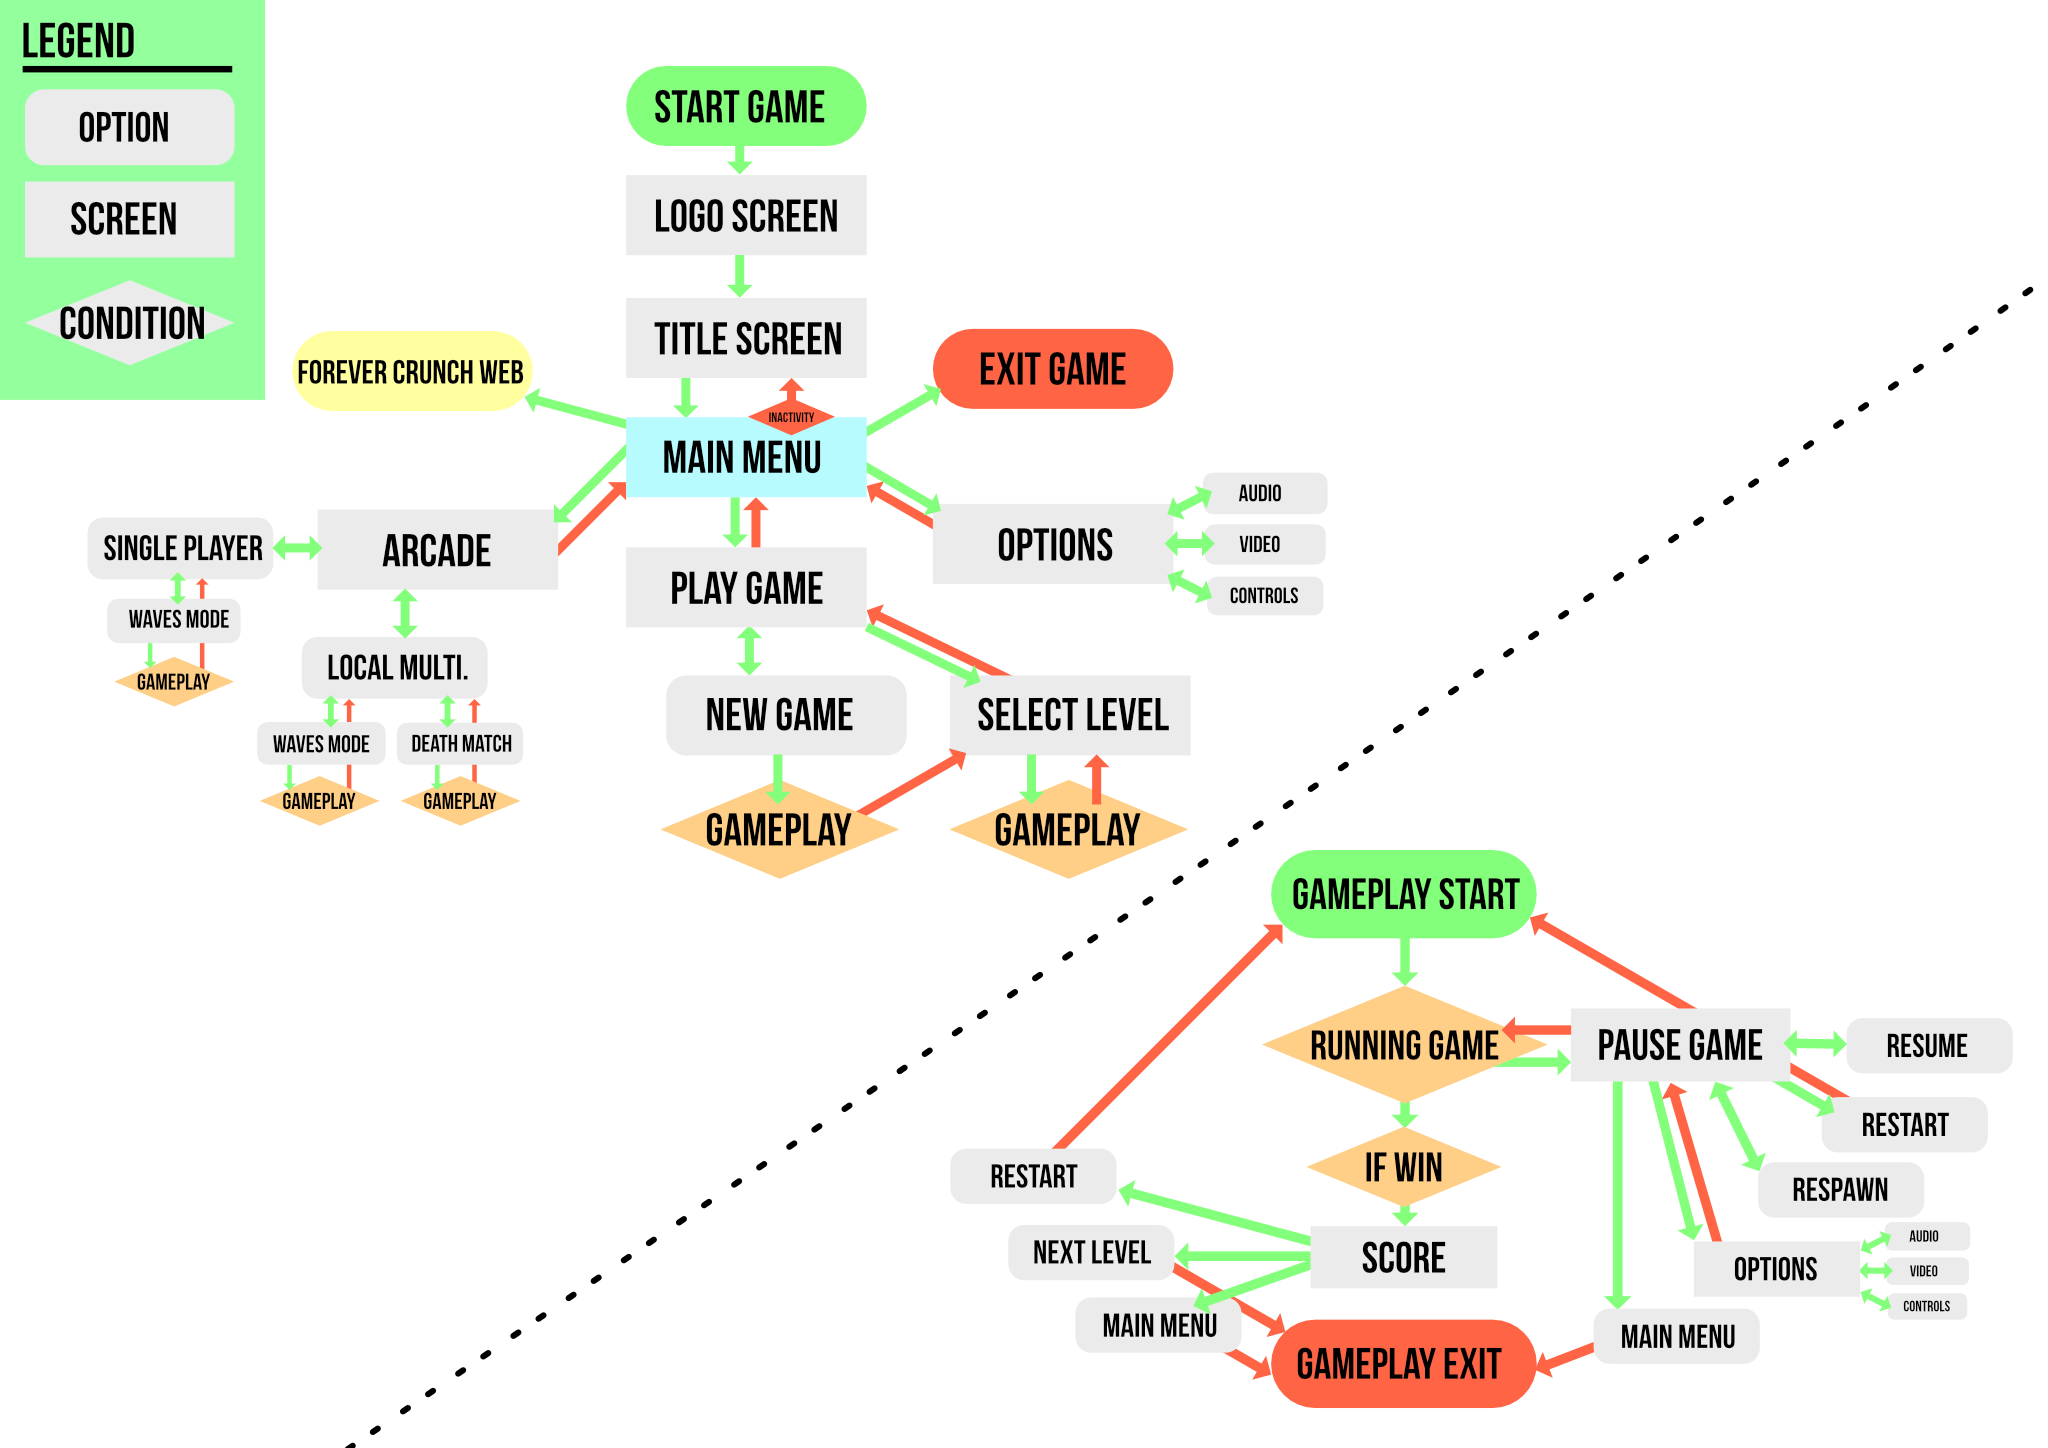 LEGEND
OPTION
SCREEN
CONDITION
START GAME
LOGO SCREEN
TITLE SCREEN
FOREVER CRUNCH WEB
EXIT GAME
INACTIVITY
MAIN MENU
ARCADE
SINGLE PLAYER
WAVES MODE
GAMEPLAY
LOCAL MULTI.
WAVES MODE
DEATH MATCH
GAMEPLAY
GAMEPLAY
PLAY GAME
NEW GAME
SELECT LEVEL
GAMEPLAY
GAMEPLAY
OPTIONS
AUDIO
VIDEO
CONTROLS
GAMEPLAY START
RUNNING GAME
PAUSE GAME
RESUME
RESTART
RESPAWN
OPTIONS
AUDIO
VIDEO
CONTROLS
MAIN MENU
IF WIN
SCORE
RESTART
NEXT LEVEL
MAIN MENU
GAMEPLAY EXIT